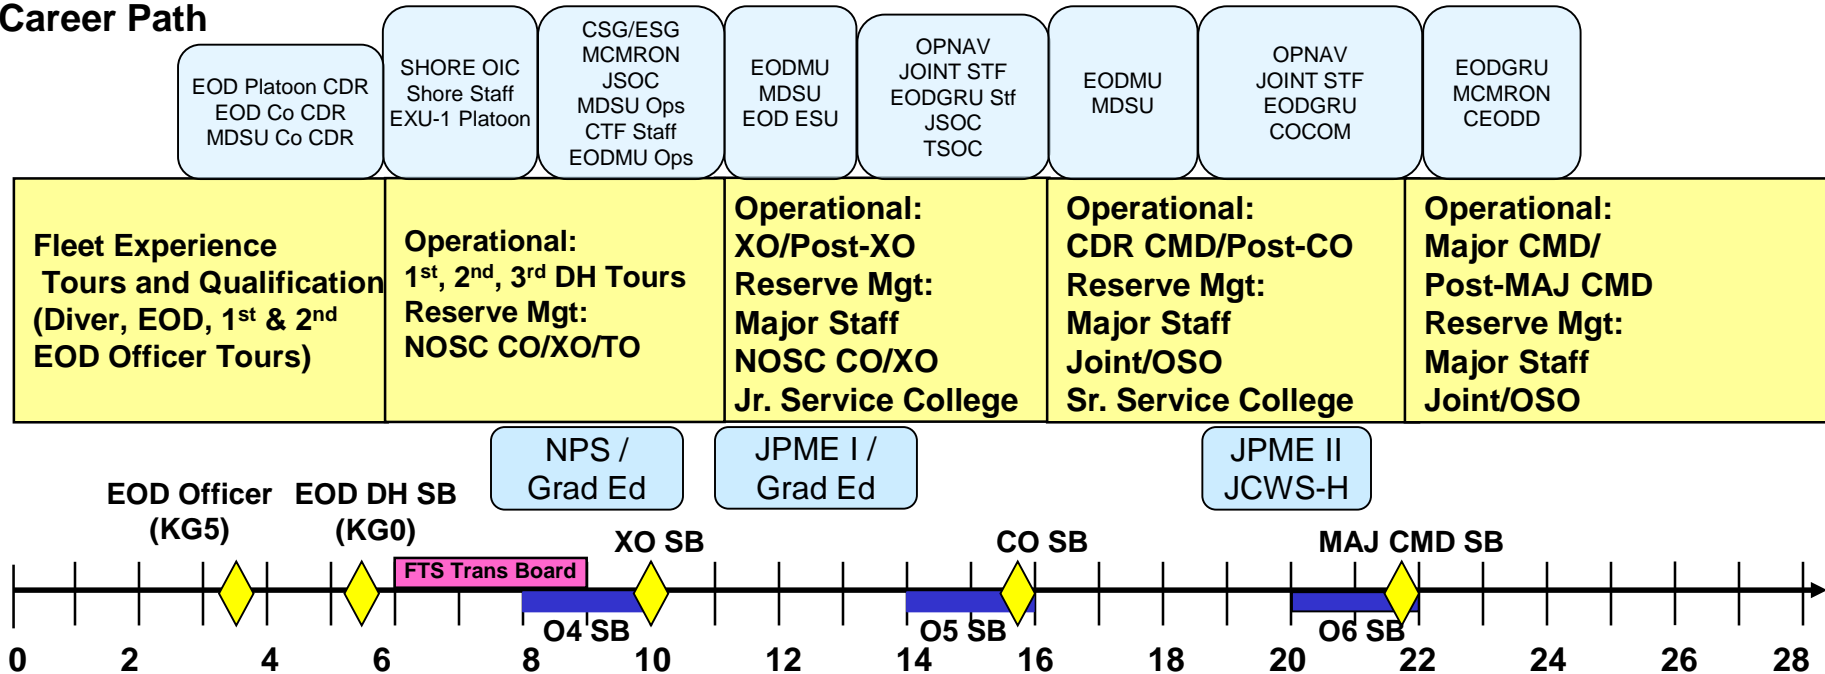 Career Path
EOD Platoon CDR
EOD Co CDR
MDSU Co CDR
SHORE OIC
Shore Staff
EXU-1 Platoon
CSG/ESG
MCMRON
JSOC
MDSU Ops
CTF Staff
EODMU Ops
EODMU
MDSU
EOD ESU
OPNAV
JOINT STF
EODGRU Stf
JSOC
TSOC
EODMU
MDSU
OPNAV
JOINT STF
EODGRU
COCOM
EODGRU
MCMRON
CEODD
Fleet Experience
Tours and Qualification
(Diver, EOD, 1st & 2nd
EOD Officer Tours)
Operational:
1st, 2nd, 3rd DH Tours
Reserve Mgt:
NOSC CO/XO/TO
Operational:
XO/Post-XO
Reserve Mgt:
Major Staff
NOSC CO/XO
Jr. Service College
Operational:
CDR CMD/Post-CO
Reserve Mgt:
Major Staff
Joint/OSO
Sr. Service College
Operational:
Major CMD/
Post-MAJ CMD
Reserve Mgt:
Major Staff
Joint/OSO
NPS /
Grad Ed
JPME I /
Grad Ed
JPME II
JCWS-H
EOD Officer
(KG5)
EOD DH SB
(KG0)
XO SB
CO SB
MAJ CMD SB
FTS Trans Board
O4 SB
O5 SB
O6 SB
0 2 4 6 8 10 12 14 16 18 20 22 24 26 28